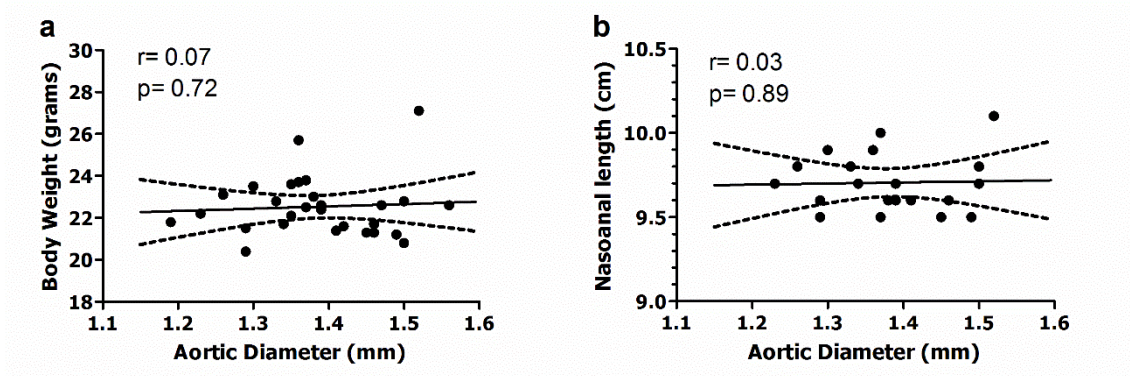 a
r= 0.07
p= 0.72
Body Weight (grams)
30
28
26
24
22
20
18
1.1 1.2 1.3 1.4 1.5 1.6
Aortic Diameter (mm)
b
r= 0.03
p= 0.89
Nasoanal length (cm)
10.5
10.0
9.5
9.0
1.1 1.2 1.3 1.4 1.5 1.6
Aortic Diameter (mm)